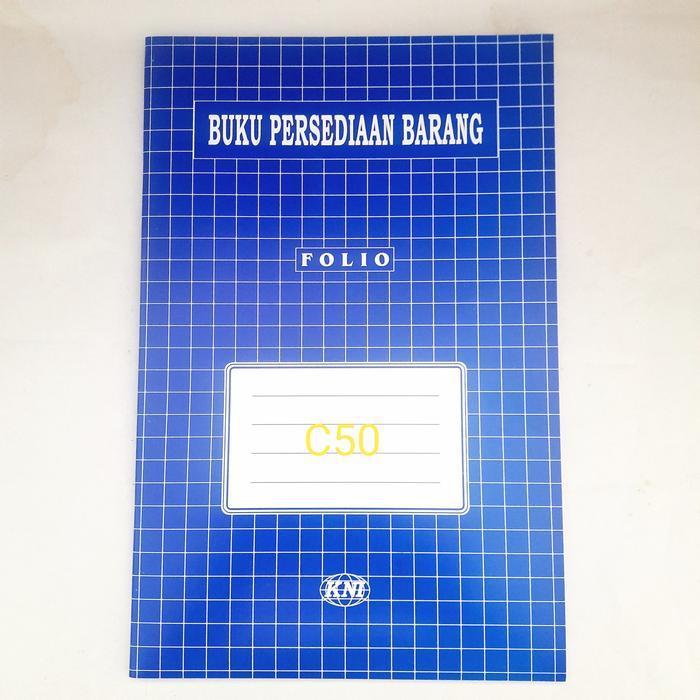 BUKU PERSEDIAAN BARANG
FOLIO
C50
KNI